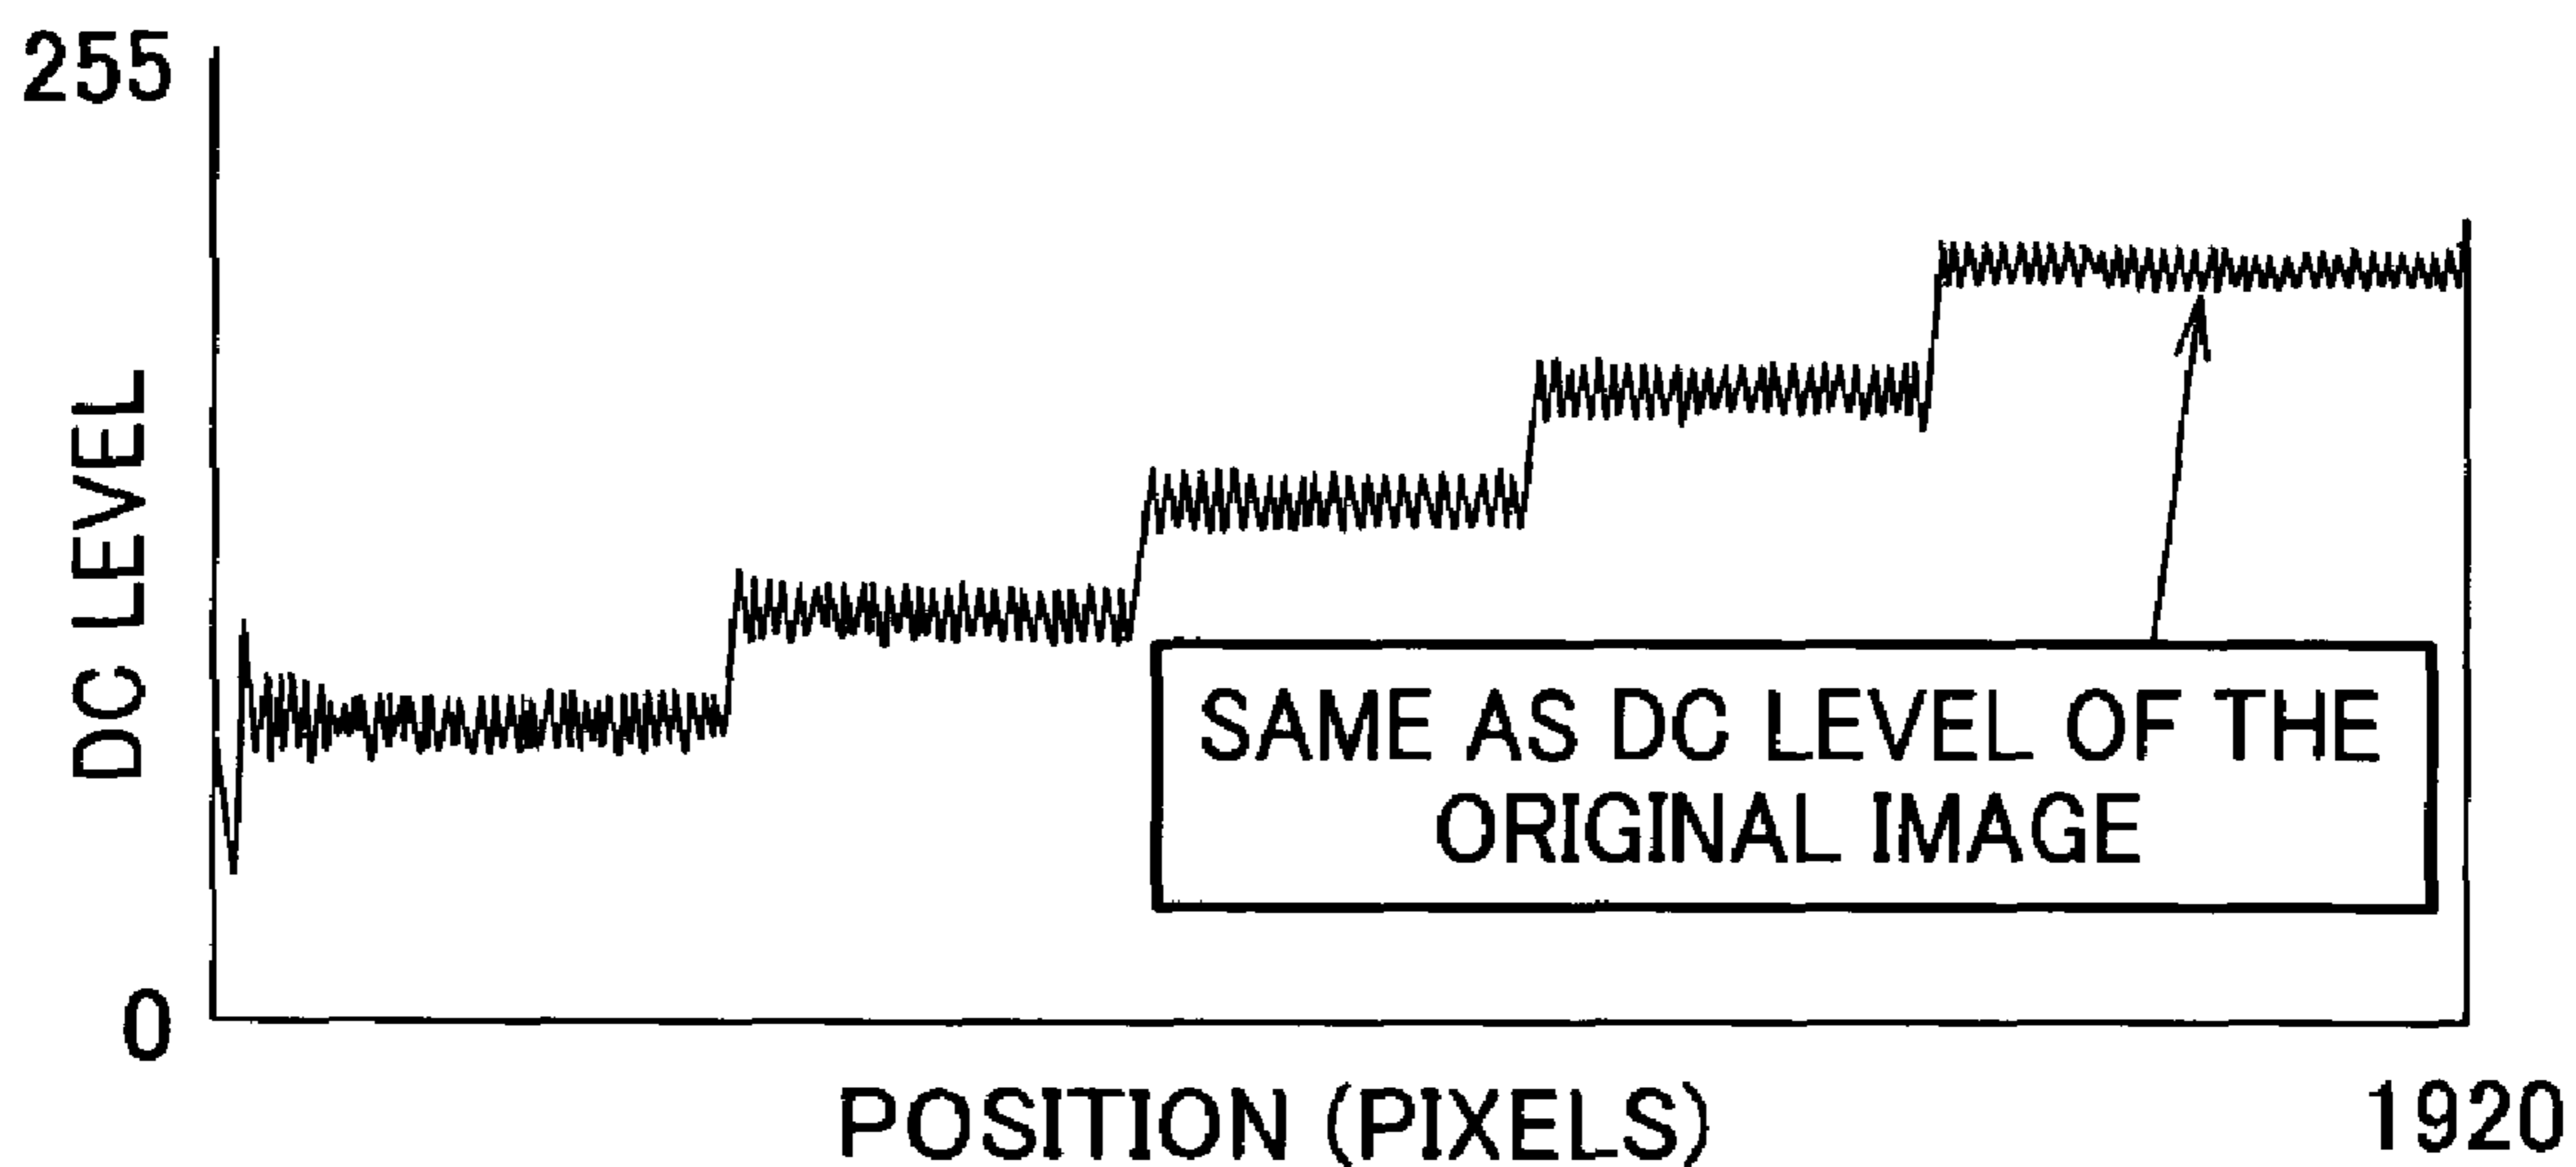 255
DC LEVEL
SAME AS DC LEVEL OF THE
ORIGINAL IMAGE
0
POSITION (PIXELS)
1920